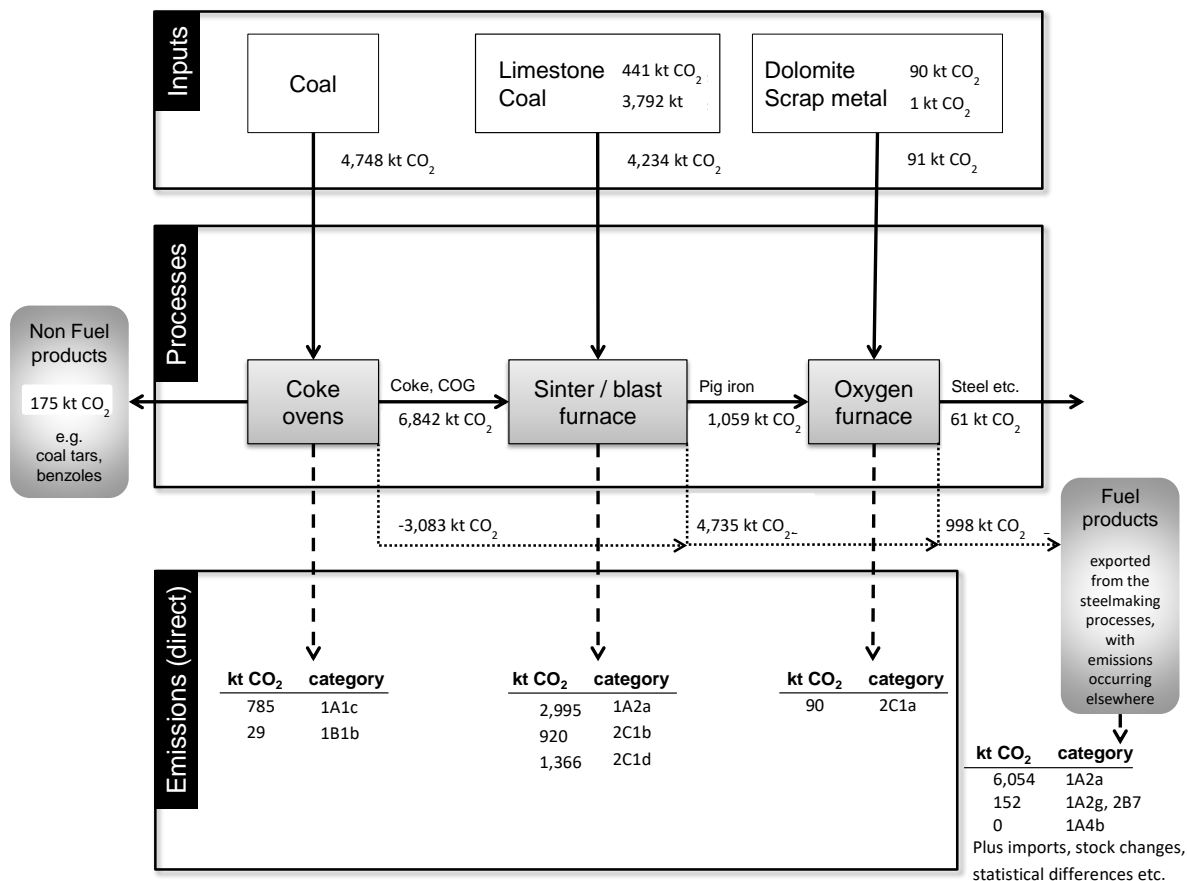 Inputs
Coal
Limestone 441 kt CO2
Coal 3,792 kt
Dolomite 90 kt CO2
Scrap metal 1 kt CO2
4,748 kt CO2
4,234 kt CO2
91 kt CO2
Processes
Non Fuel
products
175 kt CO2
e.g.
coal tars,
benzoles
Coke
ovens
Coke, COG
6,842 kt CO2
Sinter / blast
furnace
Pig iron
1,059 kt CO2
Oxygen
furnace
Steel etc.
61 kt CO2
-3,083 kt CO2
4,735 kt CO2
998 kt CO2
Fuel
products
exported
from the
steelmaking
processes,
with
emissions
occurring
elsewhere
Emissions (direct)
kt CO2 category
785 1A1c
29 1B1b
kt CO2 category
2,995 1A2a
920 2C1b
1,366 2C1d
kt CO2 category
90 2C1a
kt CO2 category
6,054 1A2a
152 1A2g, 2B7
0 1A4b
Plus imports, stock changes,
statistical differences etc.